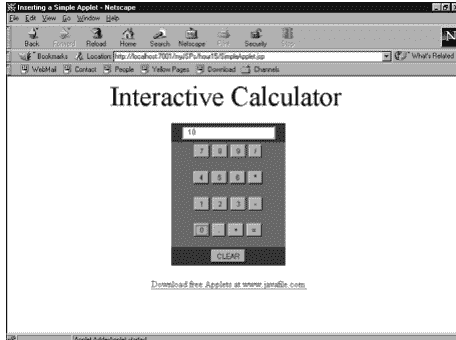 Inserting a Simple Applet - Netscape
File Edit View Go Window Help
Back Forward Reload Home Search Netscape Print Security Stop
Bookmarks Location: http://localhost:7001/myJSPs/hour15/SimpleApplet.jsp What's Related
WebMail Contact People Yellow Pages Download Channels
Interactive Calculator
10
7 8 9 /
4 5 6 *
1 2 3 -
0 . + =
CLEAR
Download free Applets at www.javafile.com